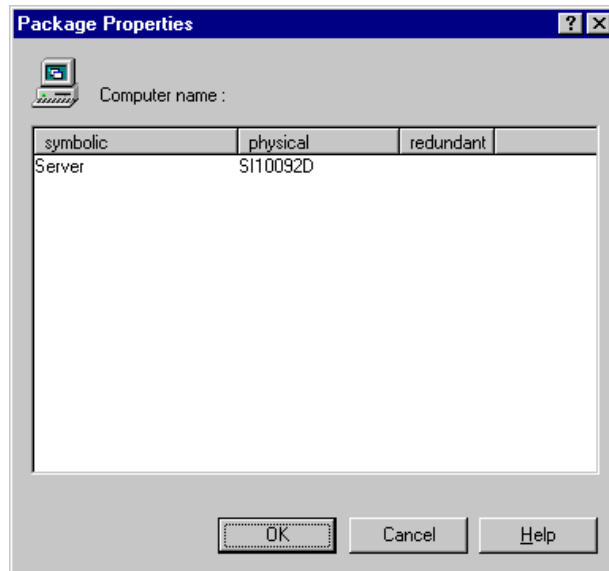 Package Properties
Computer name :
symbolic physical redundant
Server SI10092D
OK Cancel Help